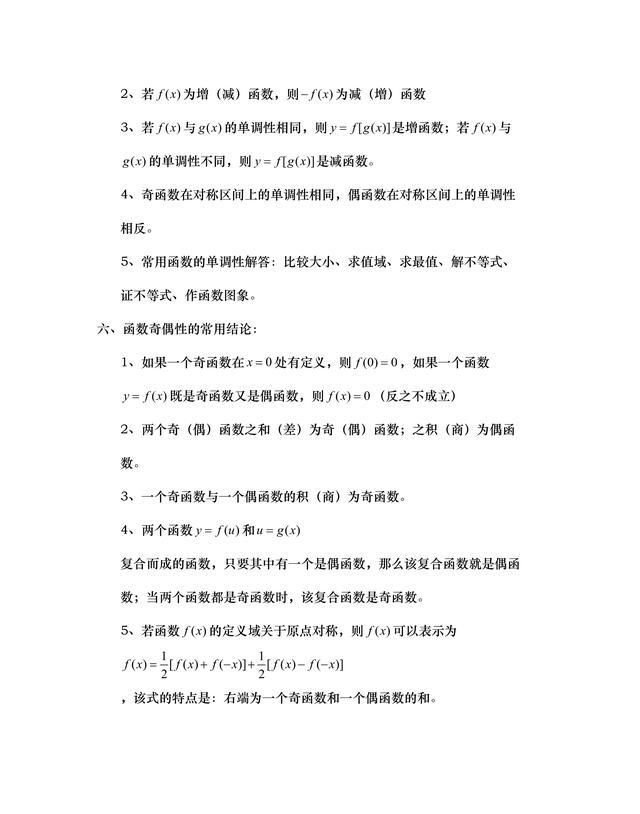 2、若 f(x) 为增（减）函数，则 −f(x) 为减（增）函数
3、若 f(x) 与 g(x) 的单调性相同，则 y = f[g(x)] 是增函数；若 f(x) 与
g(x) 的单调性不同，则 y = f[g(x)] 是减函数。
4、奇函数在对称区间上的单调性相同，偶函数在对称区间上的单调性
相反。
5、常用函数的单调性解答：比较大小、求值域、求最值、解不等式、
证不等式、作函数图象。
六、函数奇偶性的常用结论：
1、如果一个奇函数在 x = 0 处有定义，则 f(0) = 0，如果一个函数
y = f(x) 既是奇函数又是偶函数，则 f(x) = 0（反之不成立）
2、两个奇（偶）函数之和（差）为奇（偶）函数；之积（商）为偶函
数。
3、一个奇函数与一个偶函数的积（商）为奇函数。
4、两个函数 y = f(u) 和 u = g(x)
复合而成的函数，只要其中有一个是偶函数，那么该复合函数就是偶函
数；当两个函数都是奇函数时，该复合函数是奇函数。
5、若函数 f(x) 的定义域关于原点对称，则 f(x) 可以表示为
f(x) = 1/2[f(x) + f(−x)] + 1/2[f(x) − f(−x)]
，该式的特点是：右端为一个奇函数和一个偶函数的和。